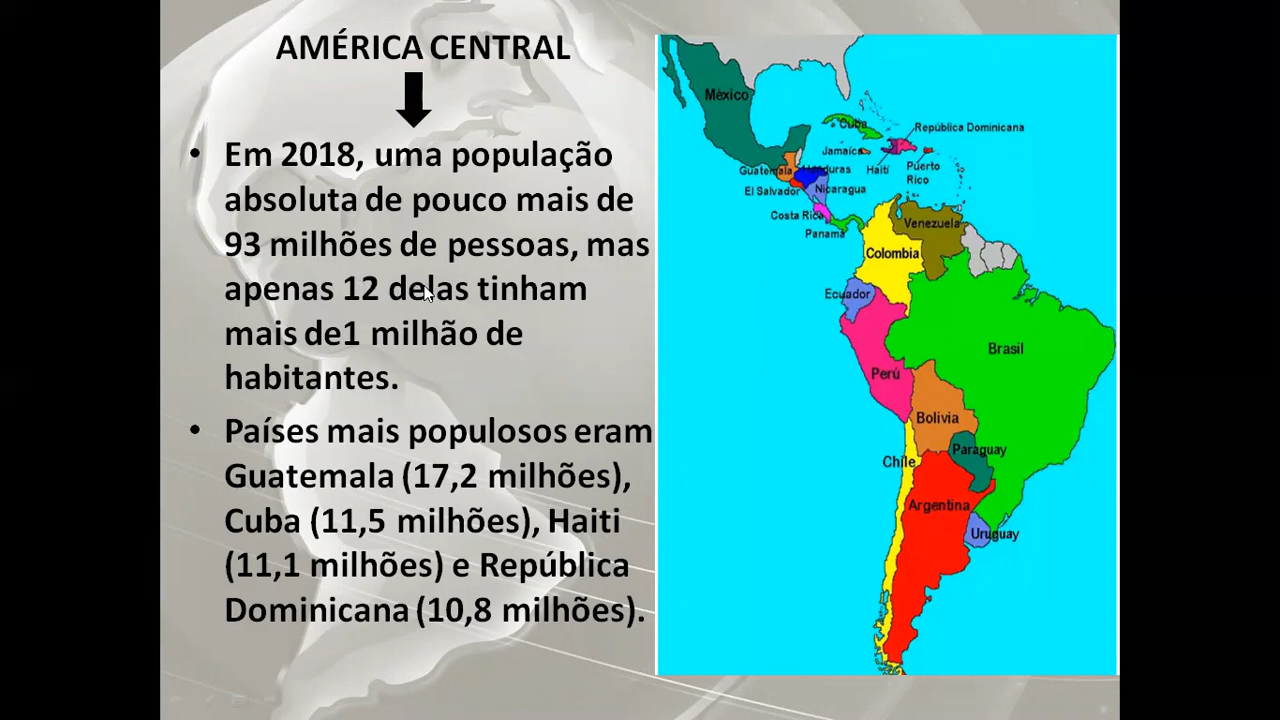 AMÉRICA CENTRAL
• Em 2018, uma população
absoluta de pouco mais de
93 milhões de pessoas, mas
apenas 12 delas tinham
mais de1 milhão de
habitantes.
• Países mais populosos eram
Guatemala (17,2 milhões),
Cuba (11,5 milhões), Haiti
(11,1 milhões) e República
Dominicana (10,8 milhões).
México
Cuba
República Dominicana
Jamaica
Haití
Puerto
Rico
Guatemala
Honduras
El Salvador
Nicaragua
Costa Rica
Panamá
Venezuela
Colombia
Ecuador
Brasil
Perú
Bolivia
Paraguay
Chile
Argentina
Uruguay